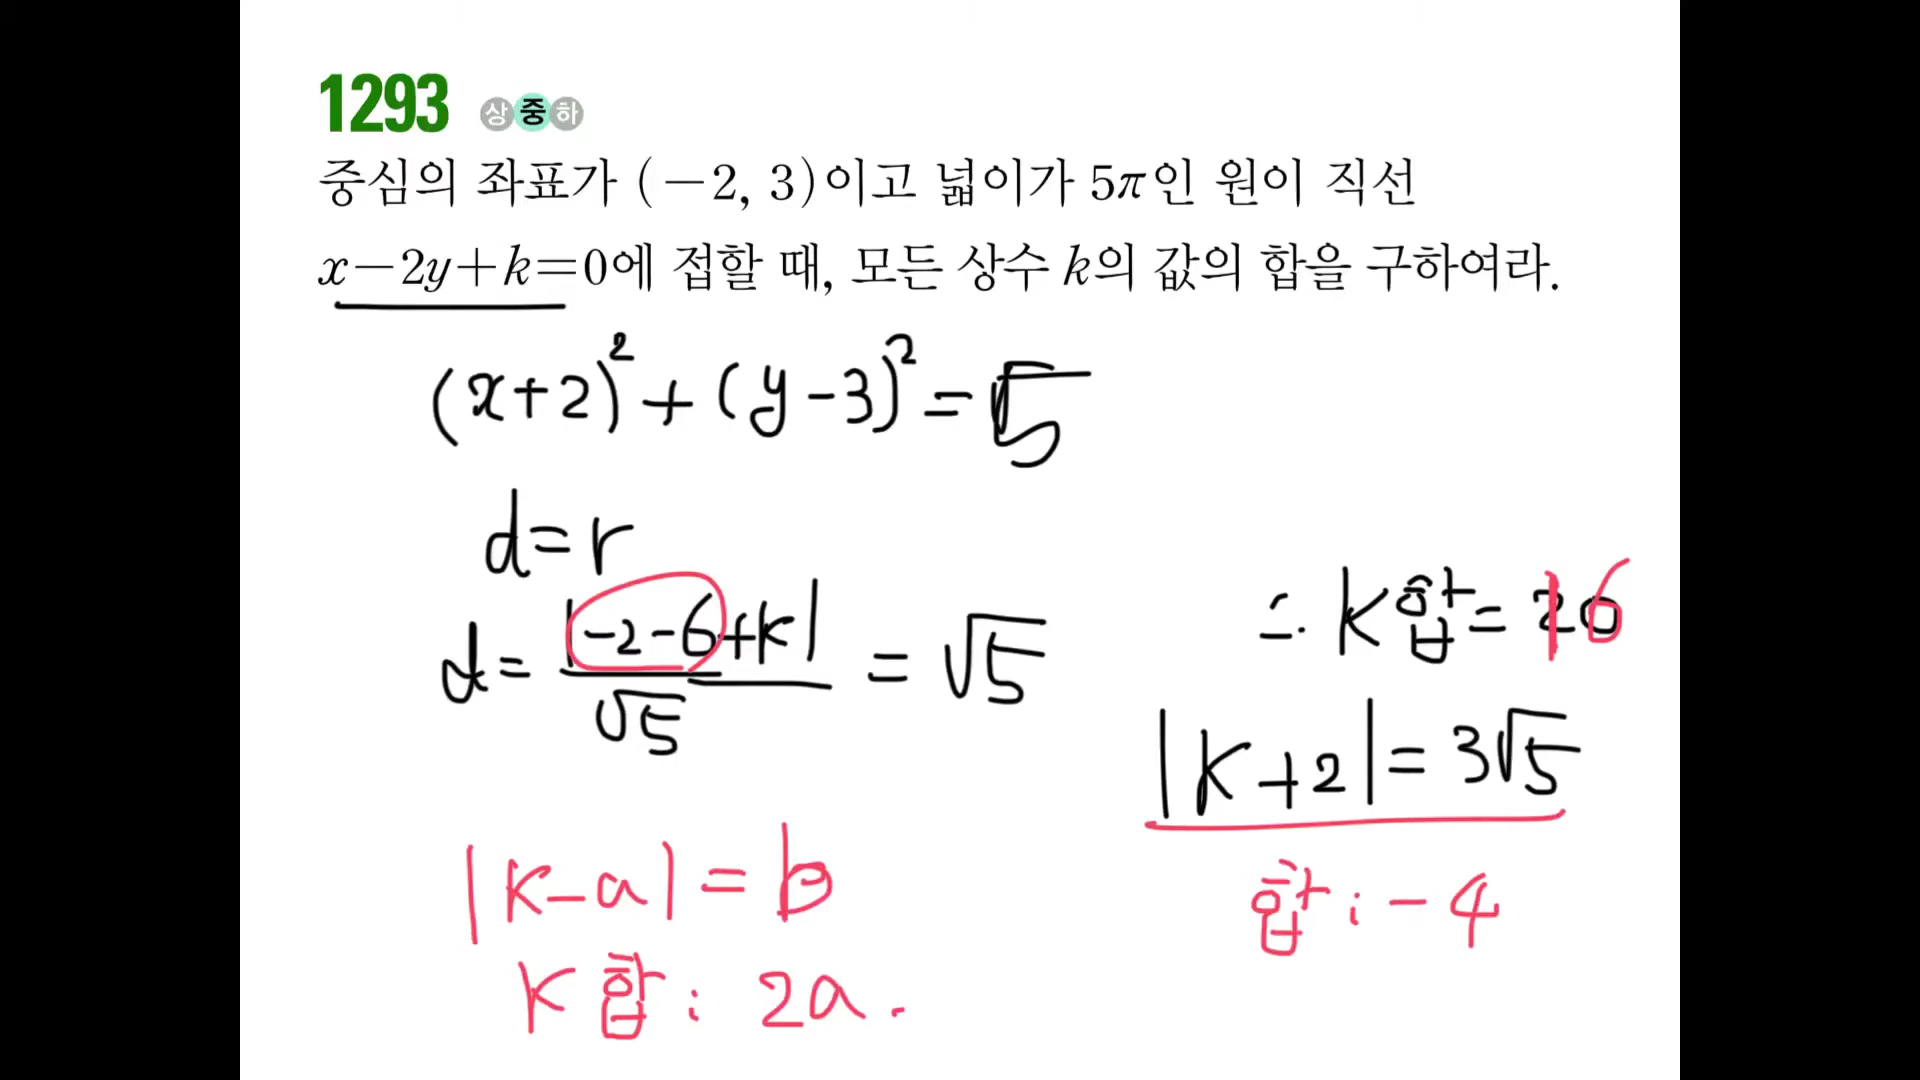 1293 상 중 하
중심의 좌표가 (−2, 3)이고 넓이가 5π인 원이 직선
x−2y+k=0에 접할 때, 모든 상수 k의 값의 합을 구하여라.
(x+2)²+(y-3)²=√5
d=r
d=|-2-6+k|/√5 = √5
∴ k합=16
|k+2|=3√5
합: -4
|k-a|=b
k합: 2a.